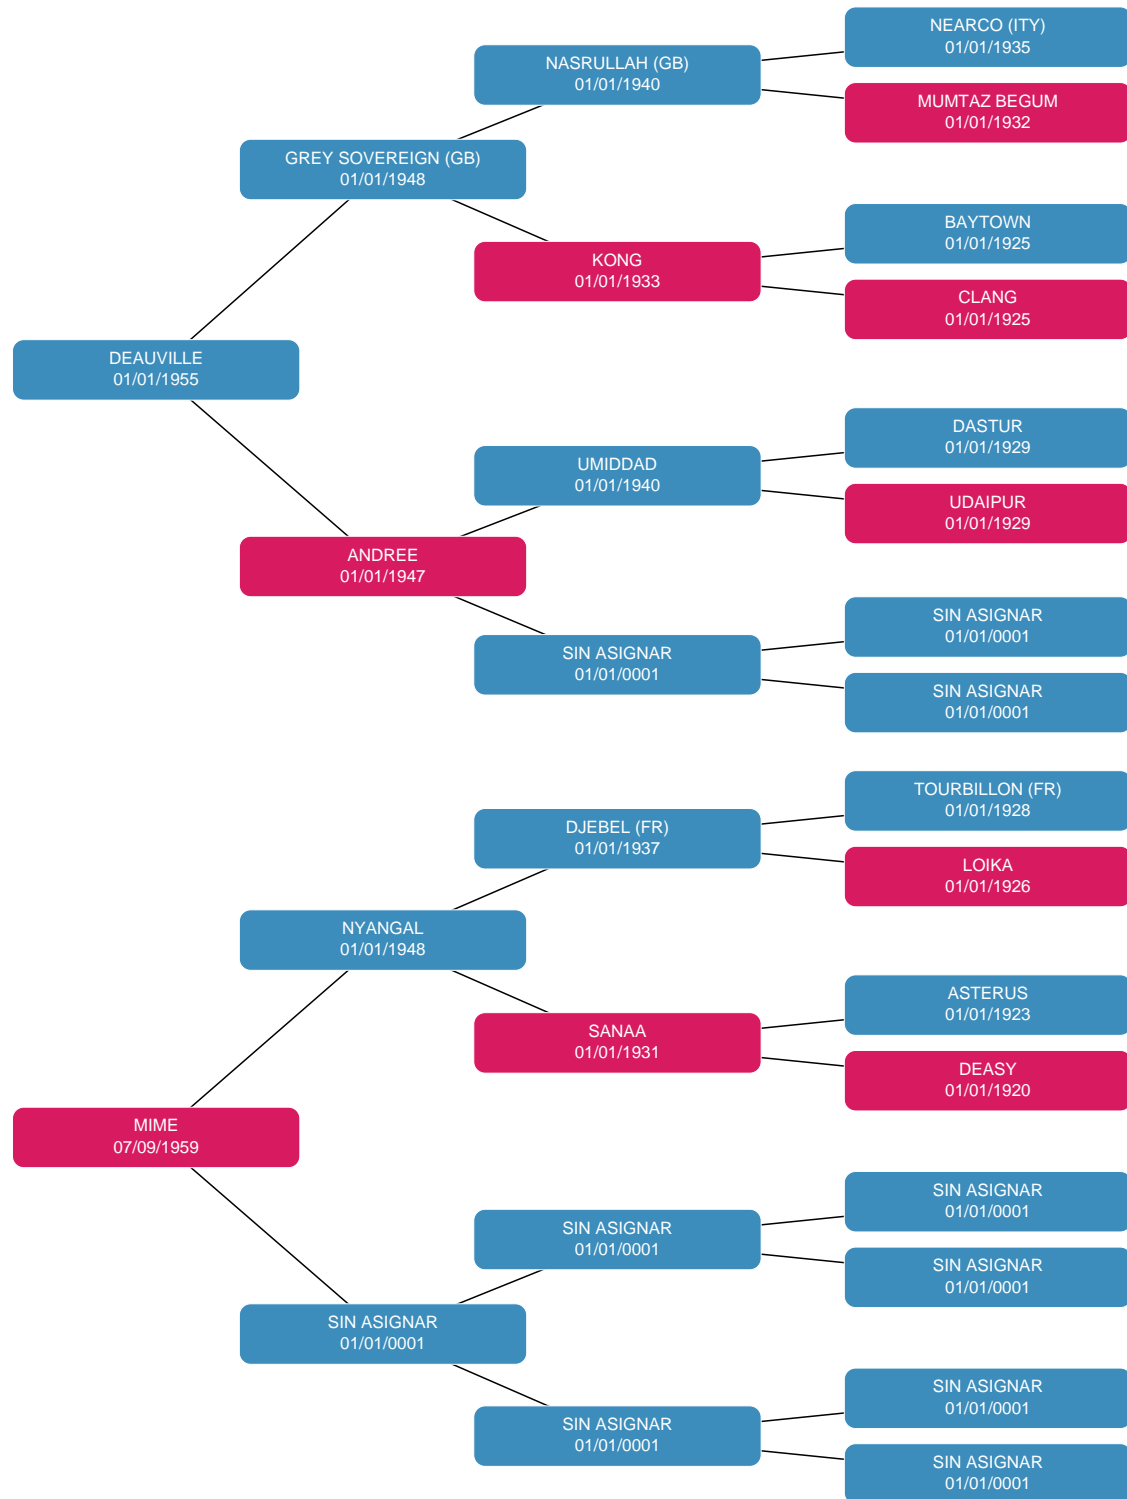 NEARCO (ITY)
01/01/1935
NASRULLAH (GB)
01/01/1940
MUMTAZ BEGUM
01/01/1932
GREY SOVEREIGN (GB)
01/01/1948
BAYTOWN
01/01/1925
KONG
01/01/1933
CLANG
01/01/1925
DEAUVILLE
01/01/1955
DASTUR
01/01/1929
UMIDDAD
01/01/1940
UDAIPUR
01/01/1929
ANDREE
01/01/1947
SIN ASIGNAR
01/01/0001
SIN ASIGNAR
01/01/0001
SIN ASIGNAR
01/01/0001
TOURBILLON (FR)
01/01/1928
DJEBEL (FR)
01/01/1937
LOIKA
01/01/1926
NYANGAL
01/01/1948
ASTERUS
01/01/1923
SANAA
01/01/1931
DEASY
01/01/1920
MIME
07/09/1959
SIN ASIGNAR
01/01/0001
SIN ASIGNAR
01/01/0001
SIN ASIGNAR
01/01/0001
SIN ASIGNAR
01/01/0001
SIN ASIGNAR
01/01/0001
SIN ASIGNAR
01/01/0001
SIN ASIGNAR
01/01/0001